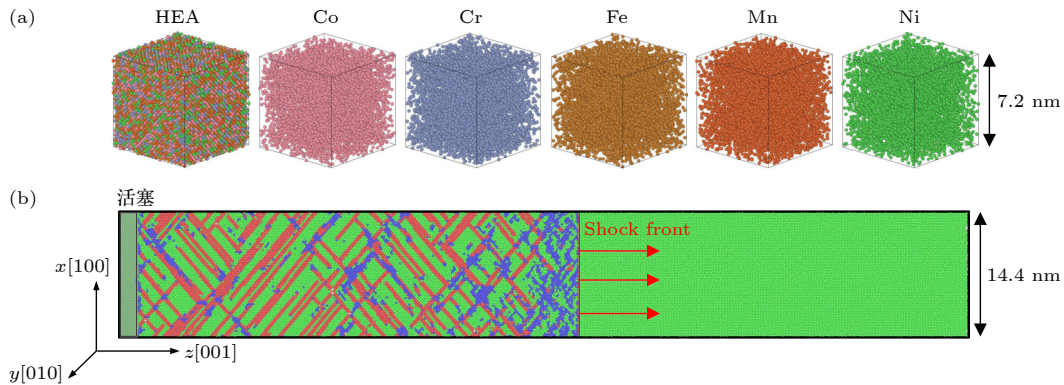 (a)
HEA Co Cr Fe Mn Ni
7.2 nm
(b)
活塞
Shock front
x[100]
14.4 nm
z[001]
y[010]